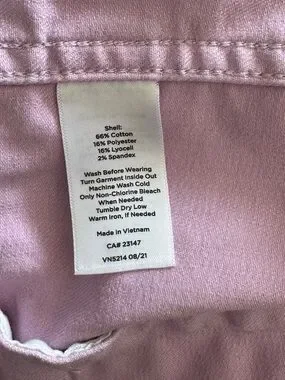 Shell:
66% Cotton
16% Polyester
16% Lyocell
2% Spandex
Wash Before Wearing
Turn Garment Inside Out
Machine Wash Cold
Only Non-Chlorine Bleach
When Needed
Tumble Dry Low
Warm Iron, If Needed
Made in Vietnam
CA# 23147
VN5214 08/21